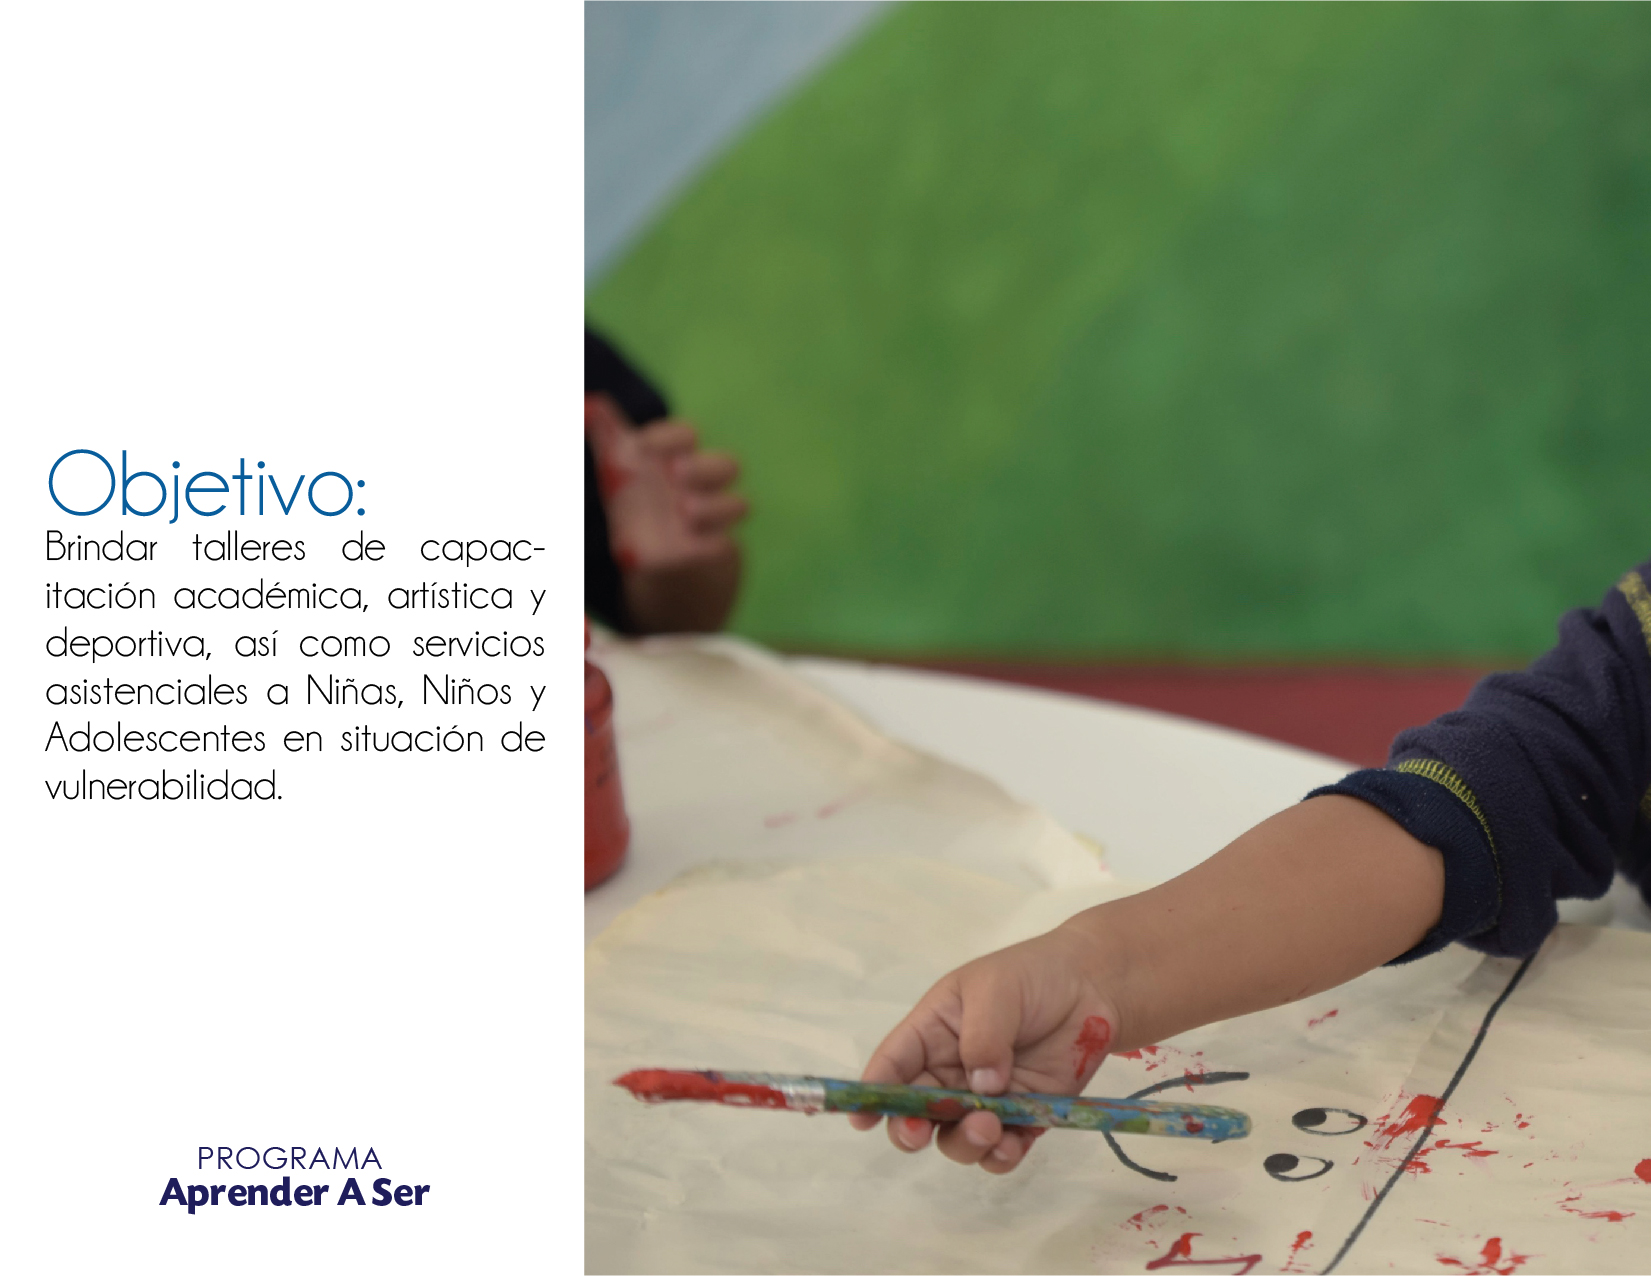 Objetivo:
Brindar talleres de capac-
itación académica, artística y
deportiva, así como servicios
asistenciales a Niñas, Niños y
Adolescentes en situación de
vulnerabilidad.
PROGRAMA
Aprender A Ser